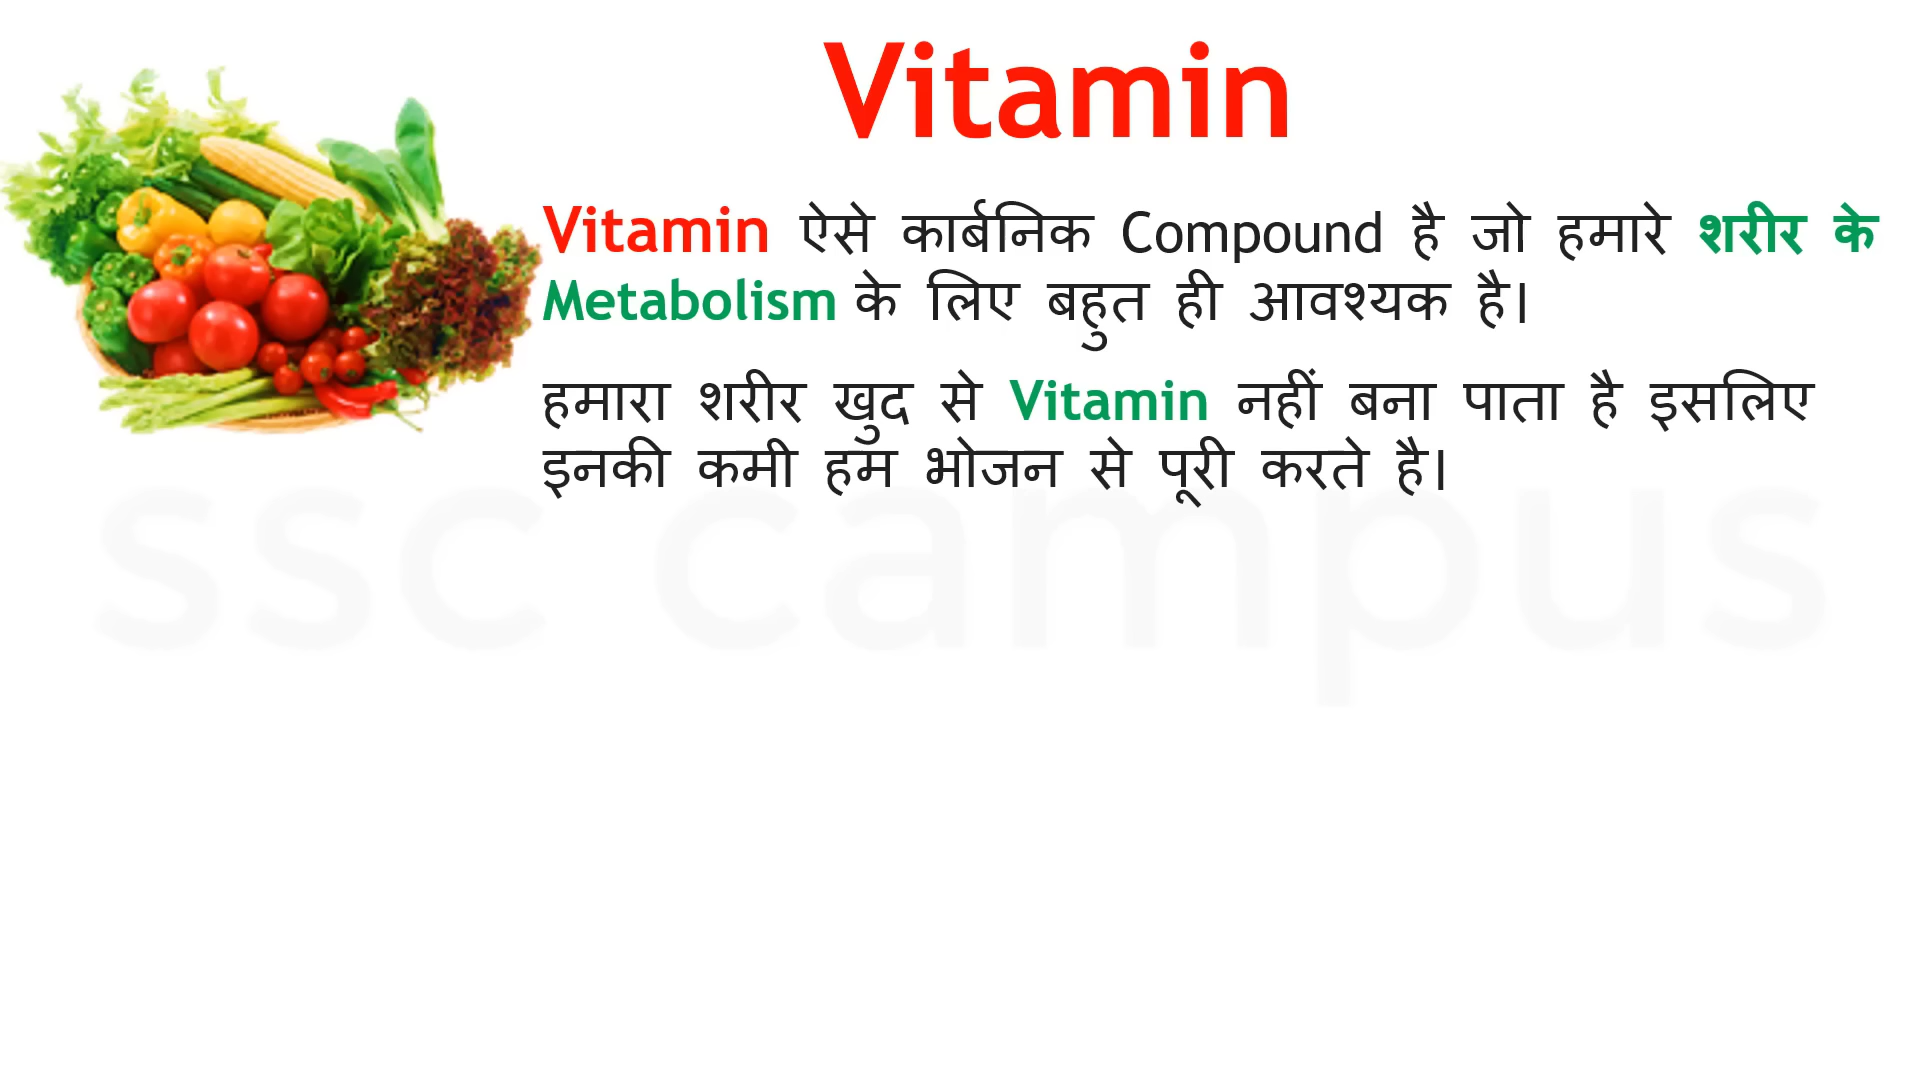 Vitamin
Vitamin ऐसे कार्बनिक Compound है जो हमारे शरीर के
Metabolism के लिए बहुत ही आवश्यक है।
हमारा शरीर खुद से Vitamin नहीं बना पाता है इसलिए
इनकी कमी हम भोजन से पूरी करते है।
ssc campus